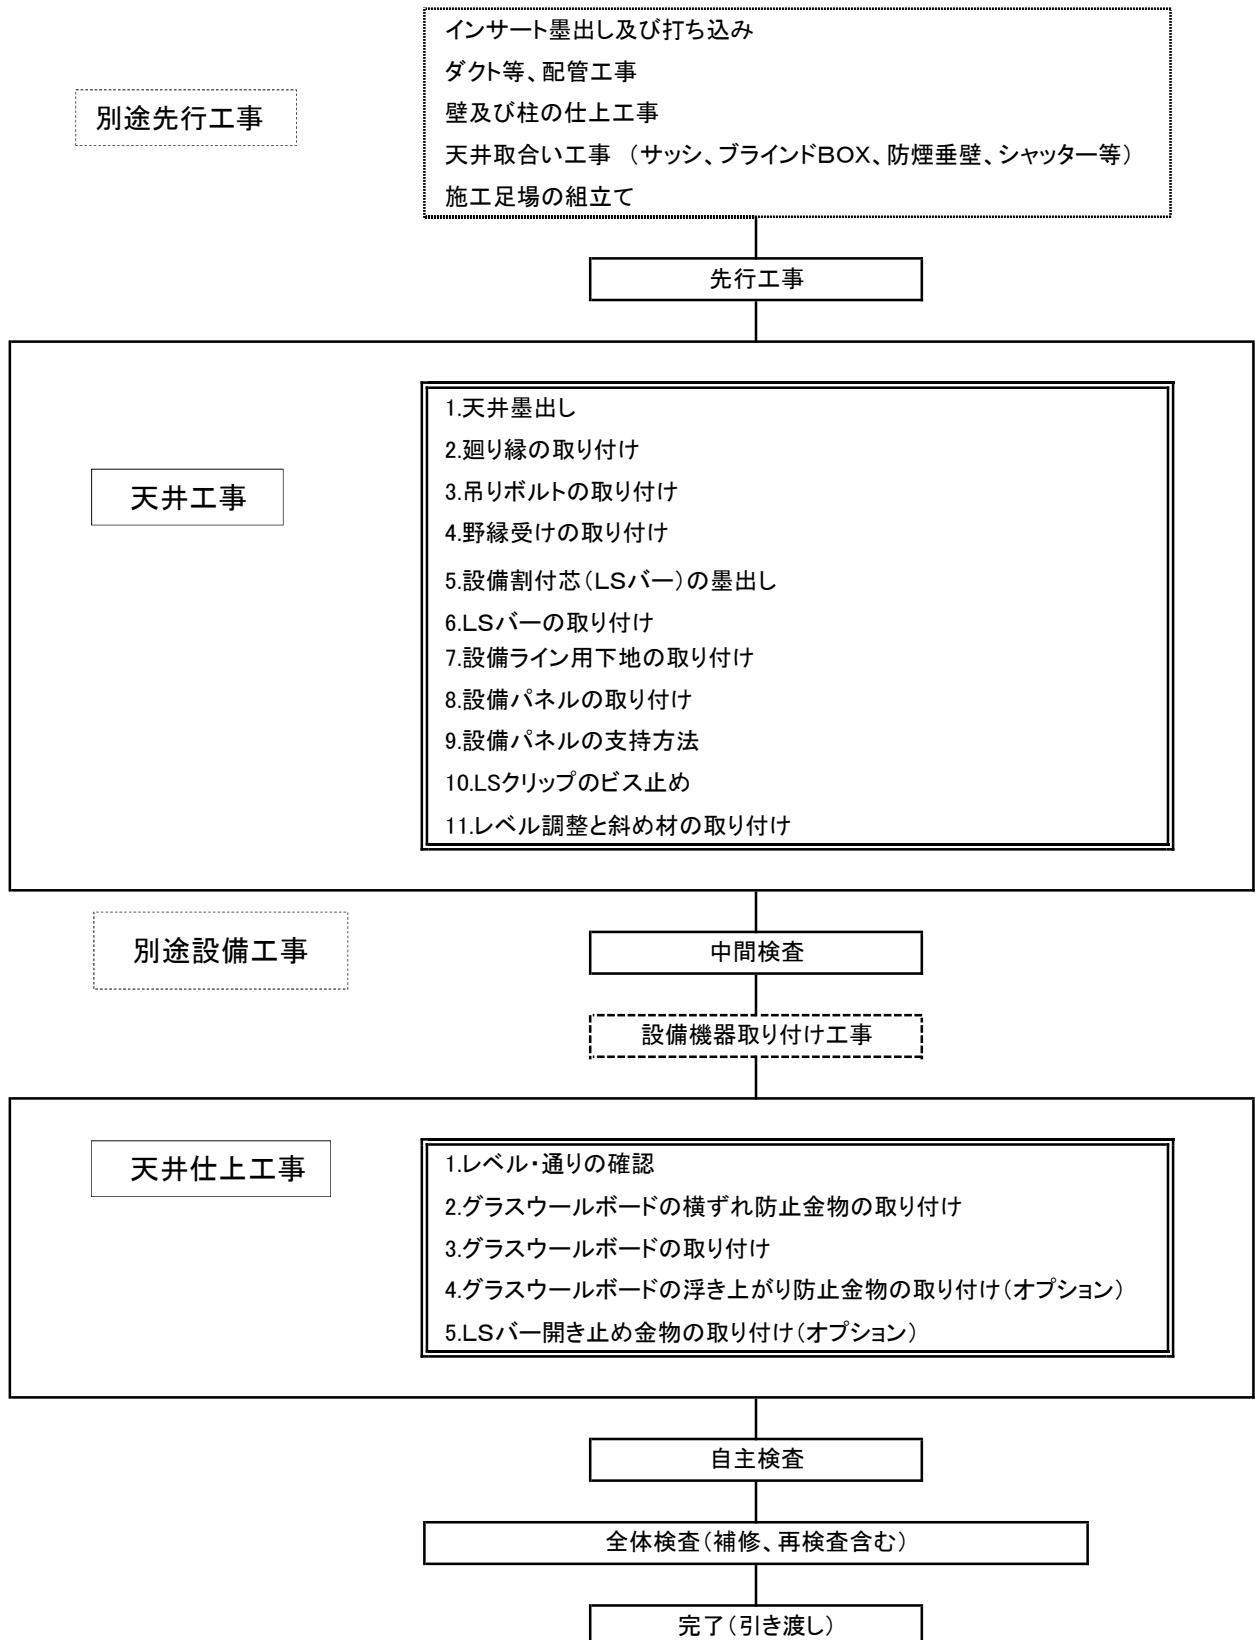 インサート墨出し及び打ち込み
ダクト等、配管工事
別途先行工事
壁及び柱の仕上工事
天井取合い工事 （サッシ、ブラインドBOX、防煙垂壁、シャッター等）
施工足場の組立て
先行工事
天井工事
1.天井墨出し
2.廻り縁の取り付け
3.吊りボルトの取り付け
4.野縁受けの取り付け
5.設備割付芯（LSバー）の墨出し
6.LSバーの取り付け
7.設備ライン用下地の取り付け
8.設備パネルの取り付け
9.設備パネルの支持方法
10.LSクリップのビス止め
11.レベル調整と斜め材の取り付け
別途設備工事
中間検査
設備機器取り付け工事
天井仕上工事
1.レベル・通りの確認
2.グラスウールボードの横ずれ防止金物の取り付け
3.グラスウールボードの取り付け
4.グラスウールボードの浮き上がり防止金物の取り付け（オプション）
5.LSバー開き止め金物の取り付け（オプション）
自主検査
全体検査（補修、再検査含む）
完了（引き渡し）